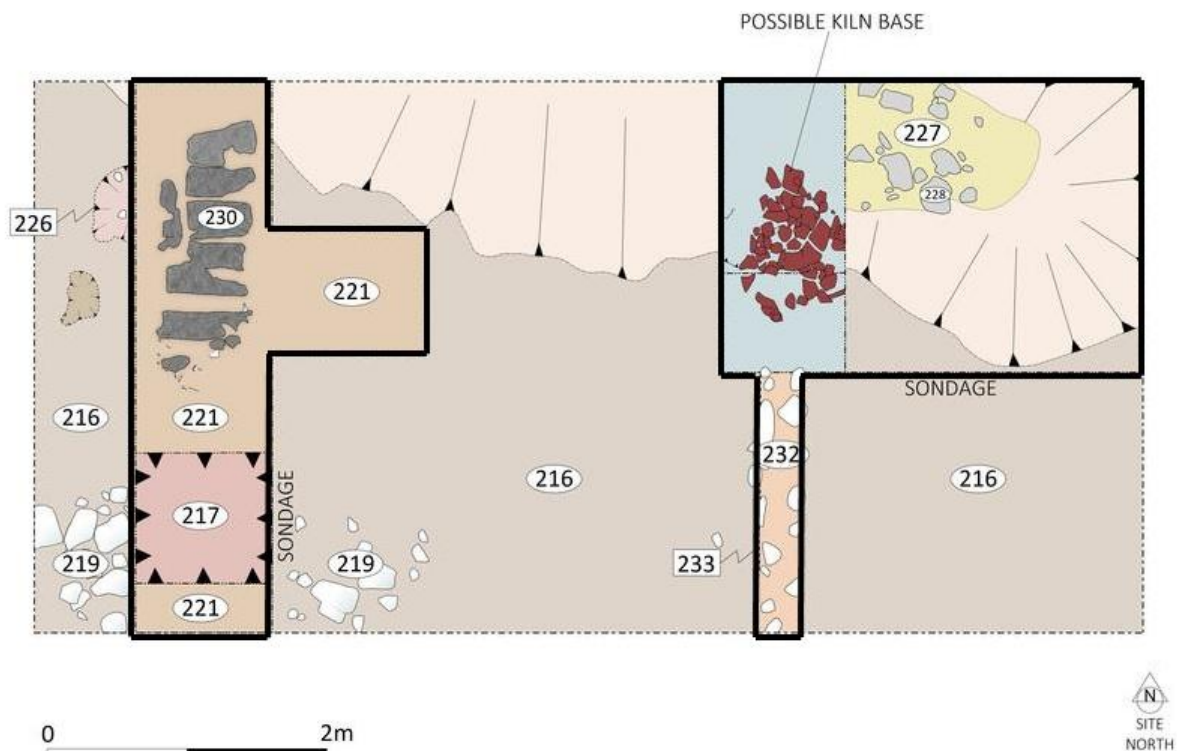 POSSIBLE KILN BASE
227
228
230
226
221
216
221
SONDAGE
232
216
216
217
SONDAGE
219
219
233
221
0 2m
N
SITE
NORTH